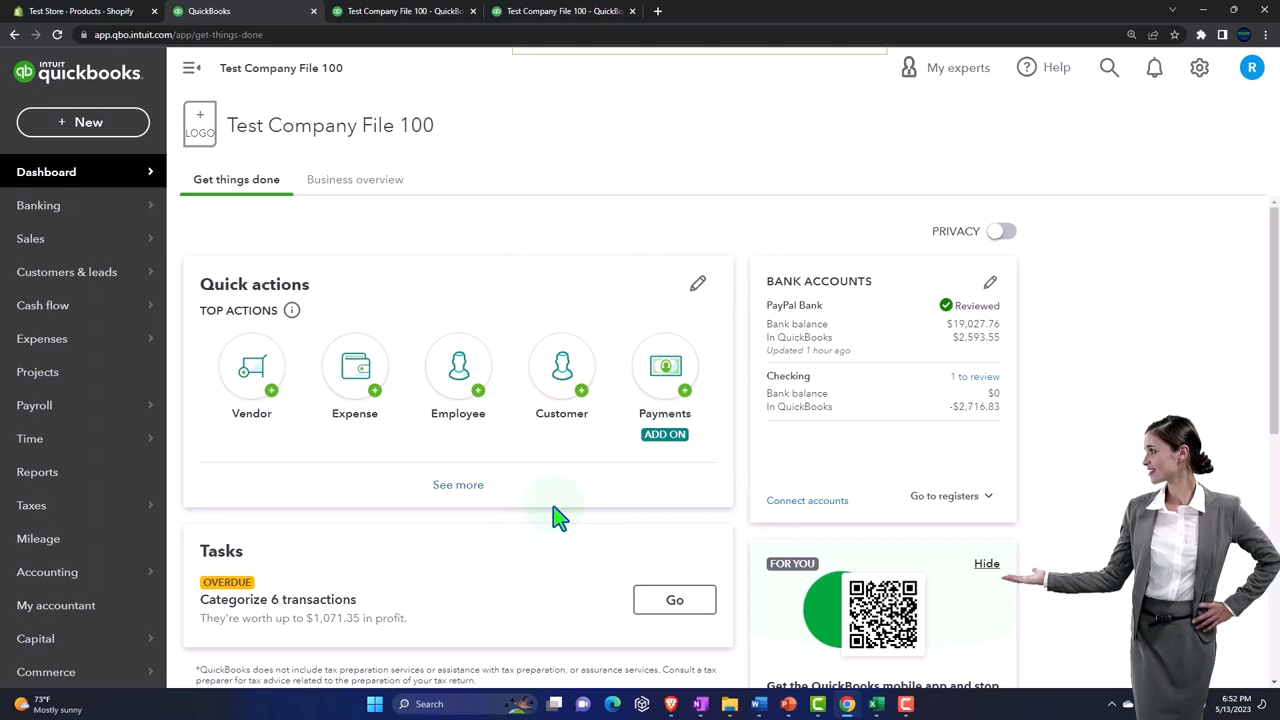 Test Store · Products · Shopify
QuickBooks
Test Company File 100 - QuickBo
Test Company File 100 - QuickBo
app.qbo.intuit.com/app/get-things-done
INTUIT
quickbooks.
Test Company File 100
My experts
Help
R
+ New
+
LOGO
Test Company File 100
Dashboard
Banking
Sales
Customers & leads
Cash flow
Expenses
Projects
Payroll
Time
Reports
Taxes
Mileage
Accounting
My accountant
Capital
Commerce
Get things done
Business overview
PRIVACY
Quick actions
TOP ACTIONS
Vendor
Expense
Employee
Customer
Payments
ADD ON
See more
BANK ACCOUNTS
PayPal Bank
Reviewed
Bank balance $19,027.76
In QuickBooks $2,593.55
Updated 1 hour ago
Checking 1 to review
Bank balance $0
In QuickBooks -$2,716.83
Connect accounts
Go to registers
Tasks
OVERDUE
Categorize 6 transactions
They're worth up to $1,071.35 in profit.
Go
FOR YOU
Hide
Get the QuickBooks mobile app and stop
*QuickBooks does not include tax preparation services or assistance with tax preparation, or assurance services. Consult a tax
preparer for tax advice related to the preparation of your tax return.
73°F
Mostly sunny
Search
6:52 PM
5/13/2023